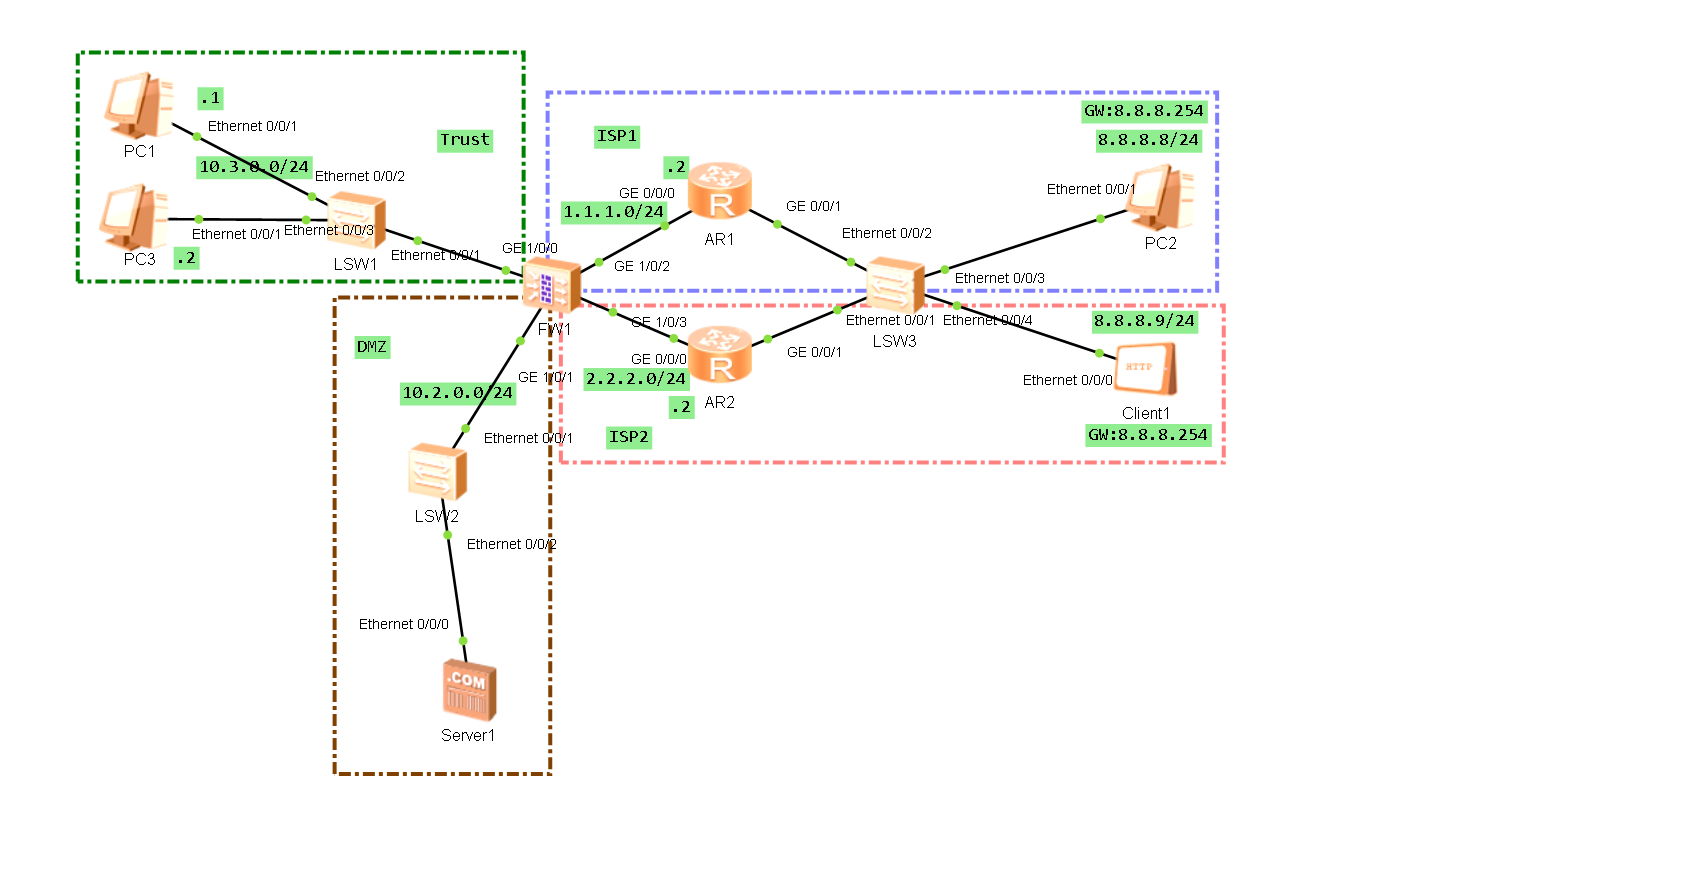 .1
Ethernet 0/0/1
PC1
Trust
10.3.0.0/24
Ethernet 0/0/2
PC3
.2
Ethernet 0/0/1
Ethernet 0/0/3
LSW1
Ethernet 0/0/1
GE 1/0/0
FW1
ISP1
.2
GE 0/0/0
1.1.1.0/24
GE 1/0/2
AR1
GE 0/0/1
Ethernet 0/0/2
GW:8.8.8.254
8.8.8.8/24
Ethernet 0/0/1
PC2
Ethernet 0/0/3
GE 1/0/3
GE 0/0/0
2.2.2.0/24
.2
AR2
ISP2
GE 0/0/1
Ethernet 0/0/1
LSW3
Ethernet 0/0/4
8.8.8.9/24
HTTP
Ethernet 0/0/0
Client1
GW:8.8.8.254
DMZ
GE 1/0/1
10.2.0.0/24
Ethernet 0/0/1
LSW2
Ethernet 0/0/2
Ethernet 0/0/0
.COM
Server1
R
R